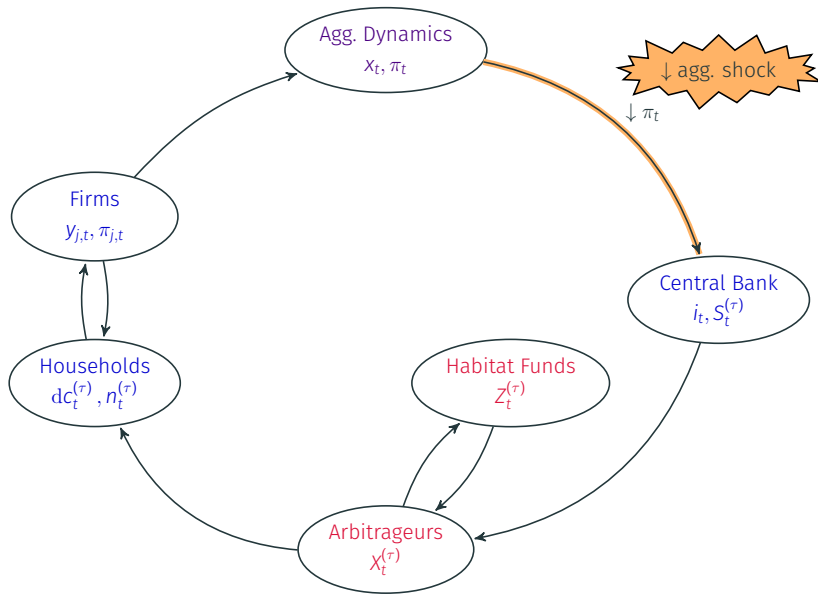 Agg. Dynamics
x_t, π_t
↓ agg. shock
↓ π_t
Firms
y_{j,t}, π_{j,t}
Central Bank
i_t, S_t^{(τ)}
Households
dc_t^{(τ)}, n_t^{(τ)}
Habitat Funds
Z_t^{(τ)}
Arbitrageurs
X_t^{(τ)}